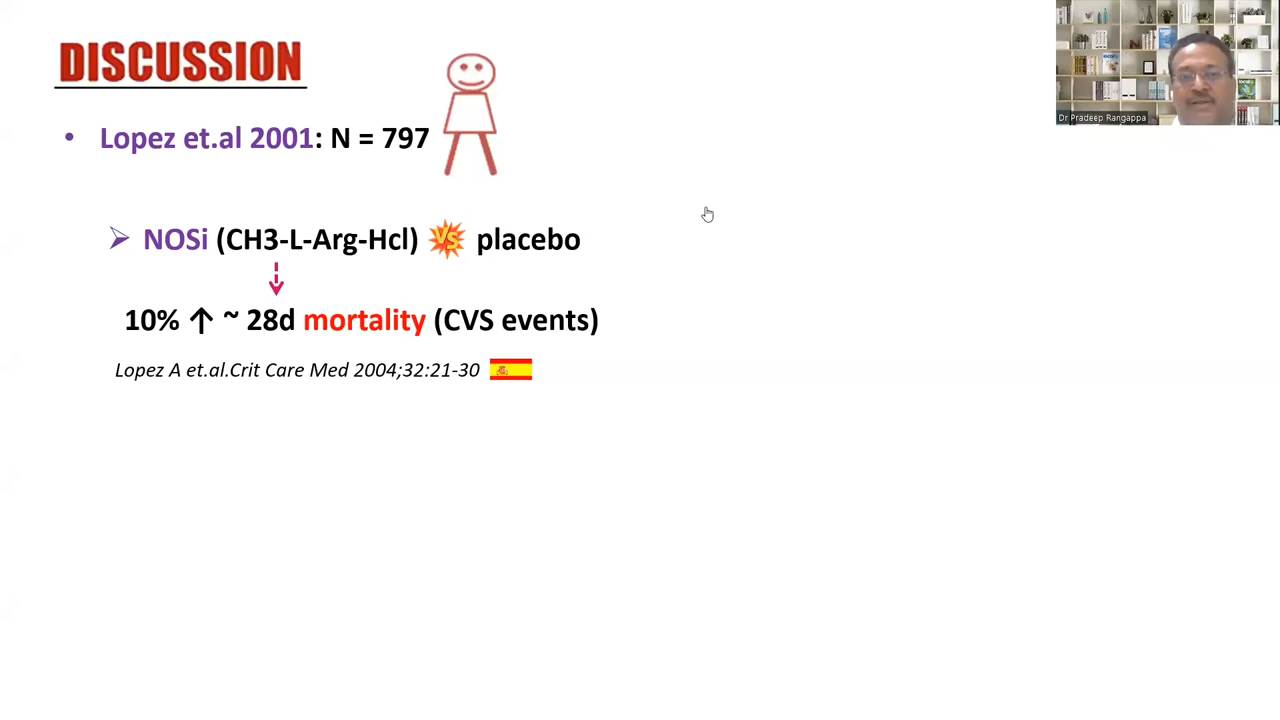 DISCUSSION
Dr Pradeep Rangappa
• Lopez et.al 2001: N = 797
➢ NOSi (CH3-L-Arg-Hcl) VS placebo
10% ↑ ~ 28d mortality (CVS events)
Lopez A et.al.Crit Care Med 2004;32:21-30